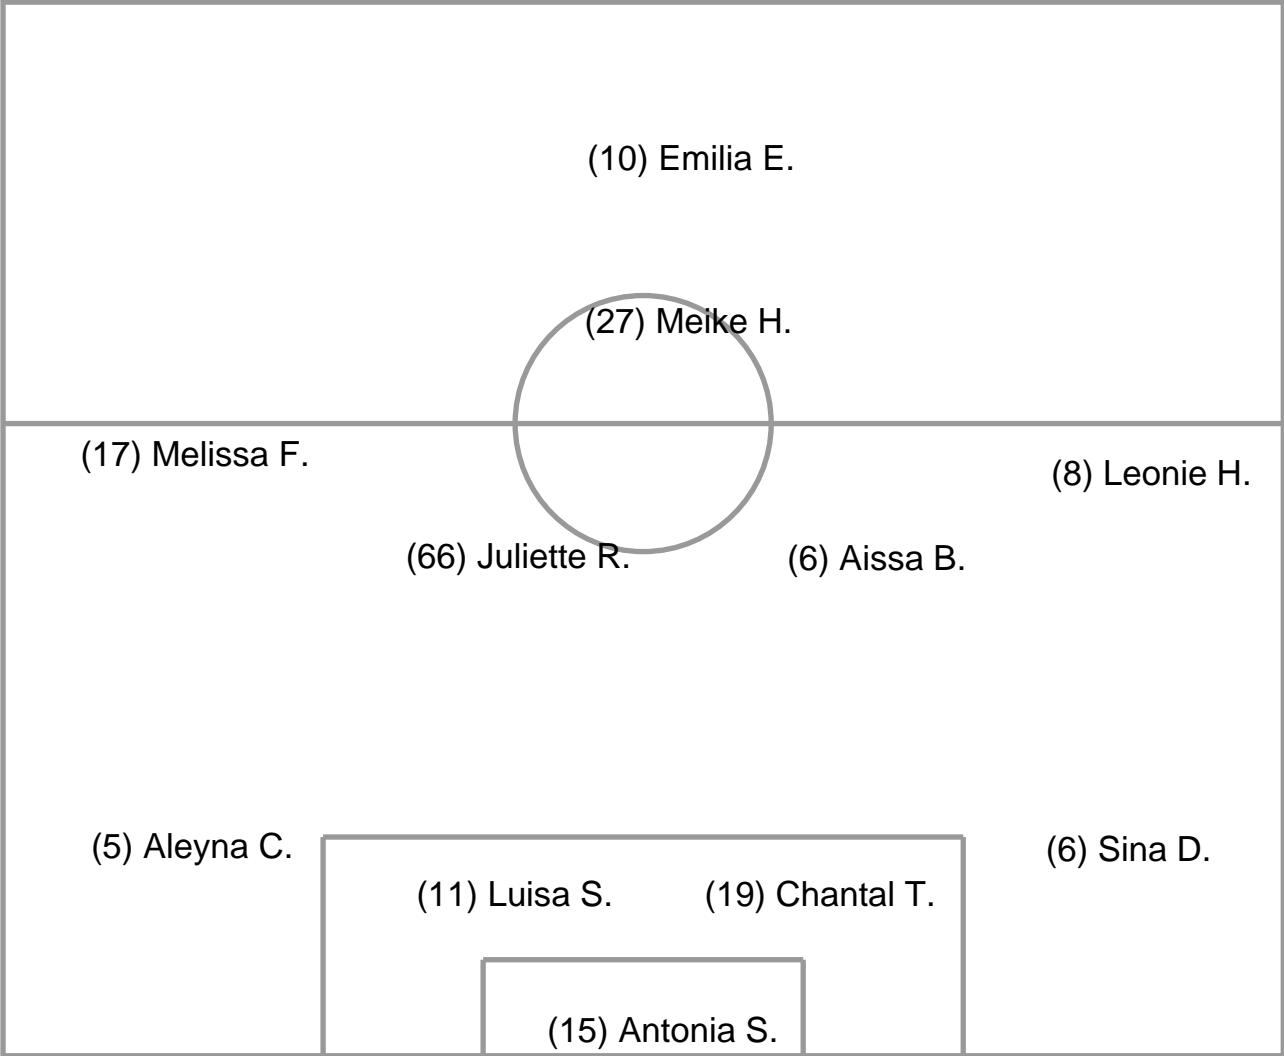 (10) Emilia E.
(27) Meike H.
(17) Melissa F.
(8) Leonie H.
(66) Juliette R.
(6) Aissa B.
(5) Aleyna C.
(6) Sina D.
(11) Luisa S.
(19) Chantal T.
(15) Antonia S.